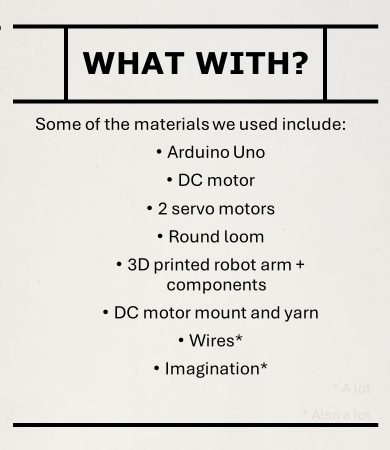 WHAT WITH?
Some of the materials we used include:
• Arduino Uno
• DC motor
• 2 servo motors
• Round loom
• 3D printed robot arm +
components
• DC motor mount and yarn
• Wires*
• Imagination*
* A lot
* Also a lot